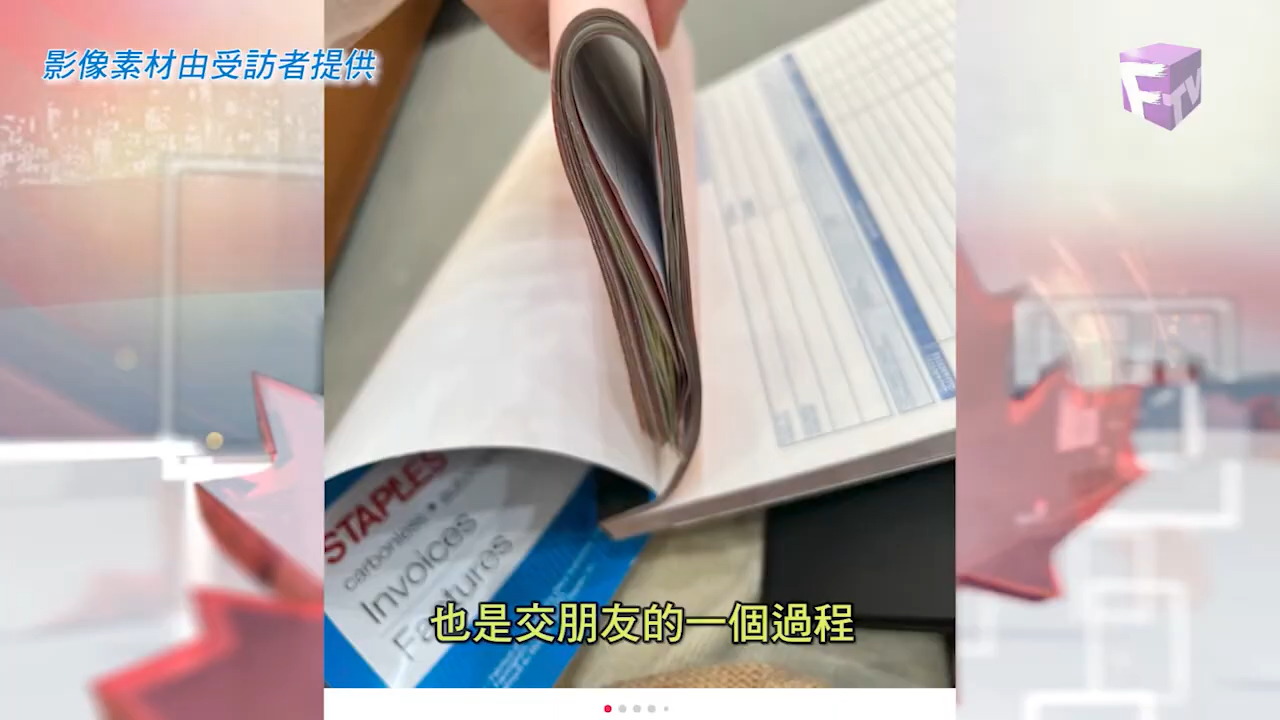 影像素材由受訪者提供
FTV
STAPLES
carbonless •
Invoices
Factures
也是交朋友的一個過程